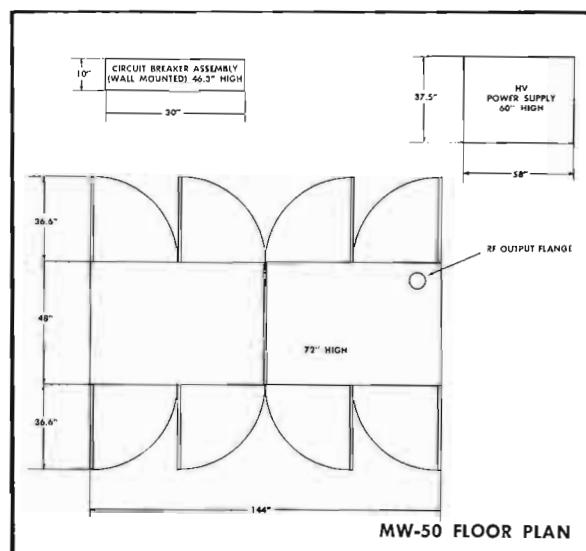 10"
CIRCUIT BREAKER ASSEMBLY
(WALL MOUNTED) 46.3" HIGH
30"
37.5"
HV
POWER SUPPLY
60" HIGH
58"
36.6"
RF OUTPUT FLANGE
48"
72" HIGH
36.6"
144"
MW-50 FLOOR PLAN